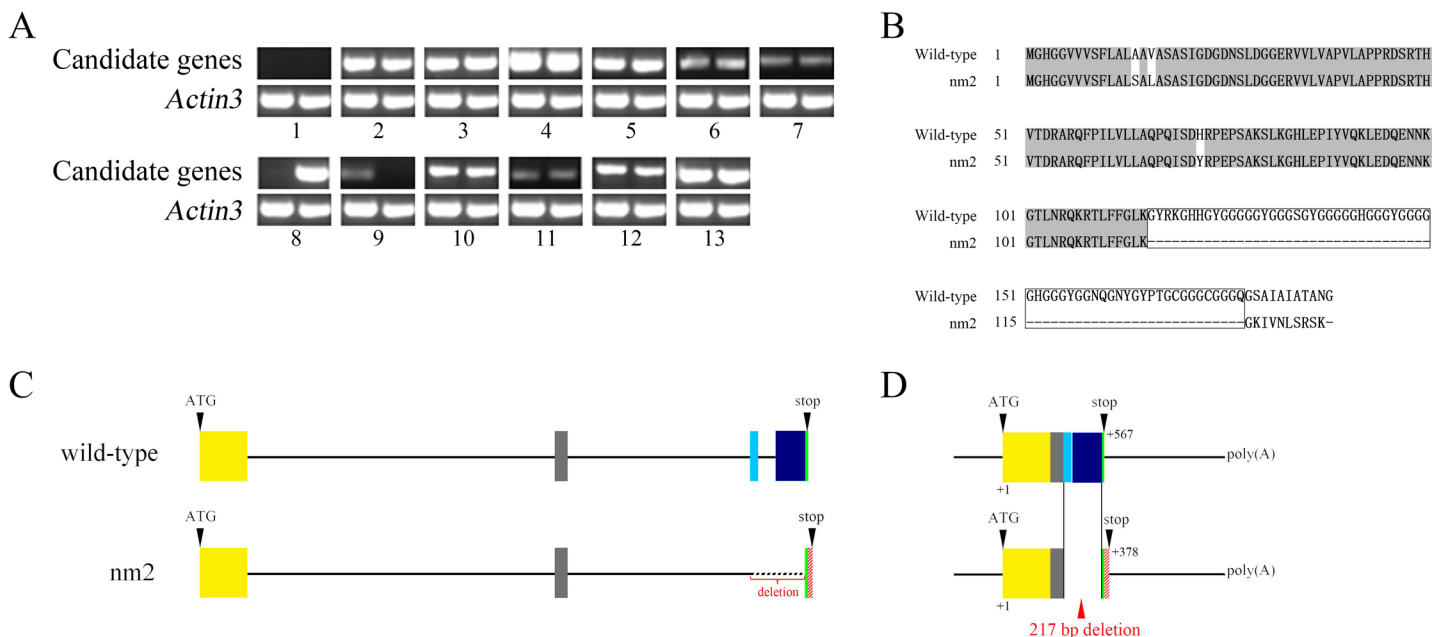 A
Candidate genes
Actin3
1 2 3 4 5 6 7
Candidate genes
Actin3
8 9 10 11 12 13
B
Wild-type 1 MGHGGVVVSFLALAAVASASIGDGDNSLDGGERVVLVAPVLAPPRDSRTH
nm2 1 MGHGGVVVSFLALSALASASIGDGDNSLDGGERVVLVAPVLAPPRDSRTH
Wild-type 51 VTDRARQFPILVLLAQPQISDHRPEPSAKSLKGHLEPIYVQKLEDQENNK
nm2 51 VTDRARQFPILVLLAQPQISDYRPEPSAKSLKGHLEPIYVQKLEDQENNK
Wild-type 101 GTLNRQKRTLFFGLKGYRKGHHGYGGGGGYGGGSGYGGGGGHGGGYGGGG
nm2 101 GTLNRQKRTLFFGLK-----------------------------------
Wild-type 151 GHGGGYGGNQGNYGYPTGCGGGCGGGQGSAIAIATANG
nm2 115 ---------------------------GKIVNLSRSK-
C
ATG stop
wild-type
ATG stop
nm2
deletion
D
ATG stop
+567
poly(A)
+1
ATG stop
+378
poly(A)
+1
217 bp deletion